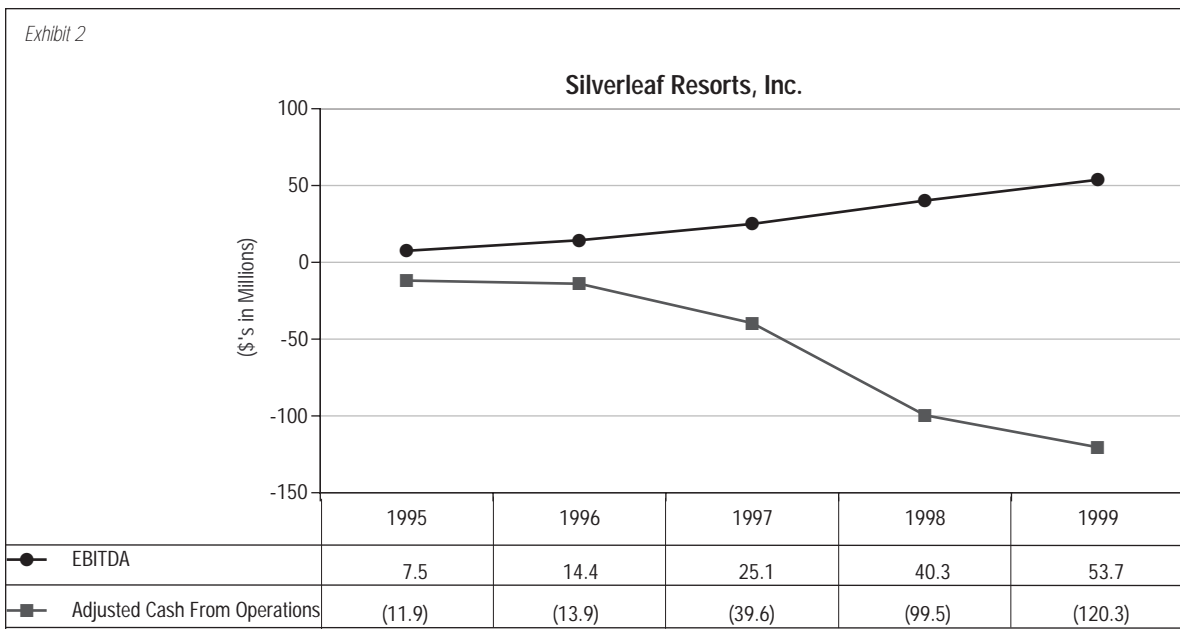 Exhibit 2
Silverleaf Resorts, Inc.
100
50
0
-50
-100
-150
($'s in Millions)
1995 1996 1997 1998 1999
EBITDA 7.5 14.4 25.1 40.3 53.7
Adjusted Cash From Operations (11.9) (13.9) (39.6) (99.5) (120.3)